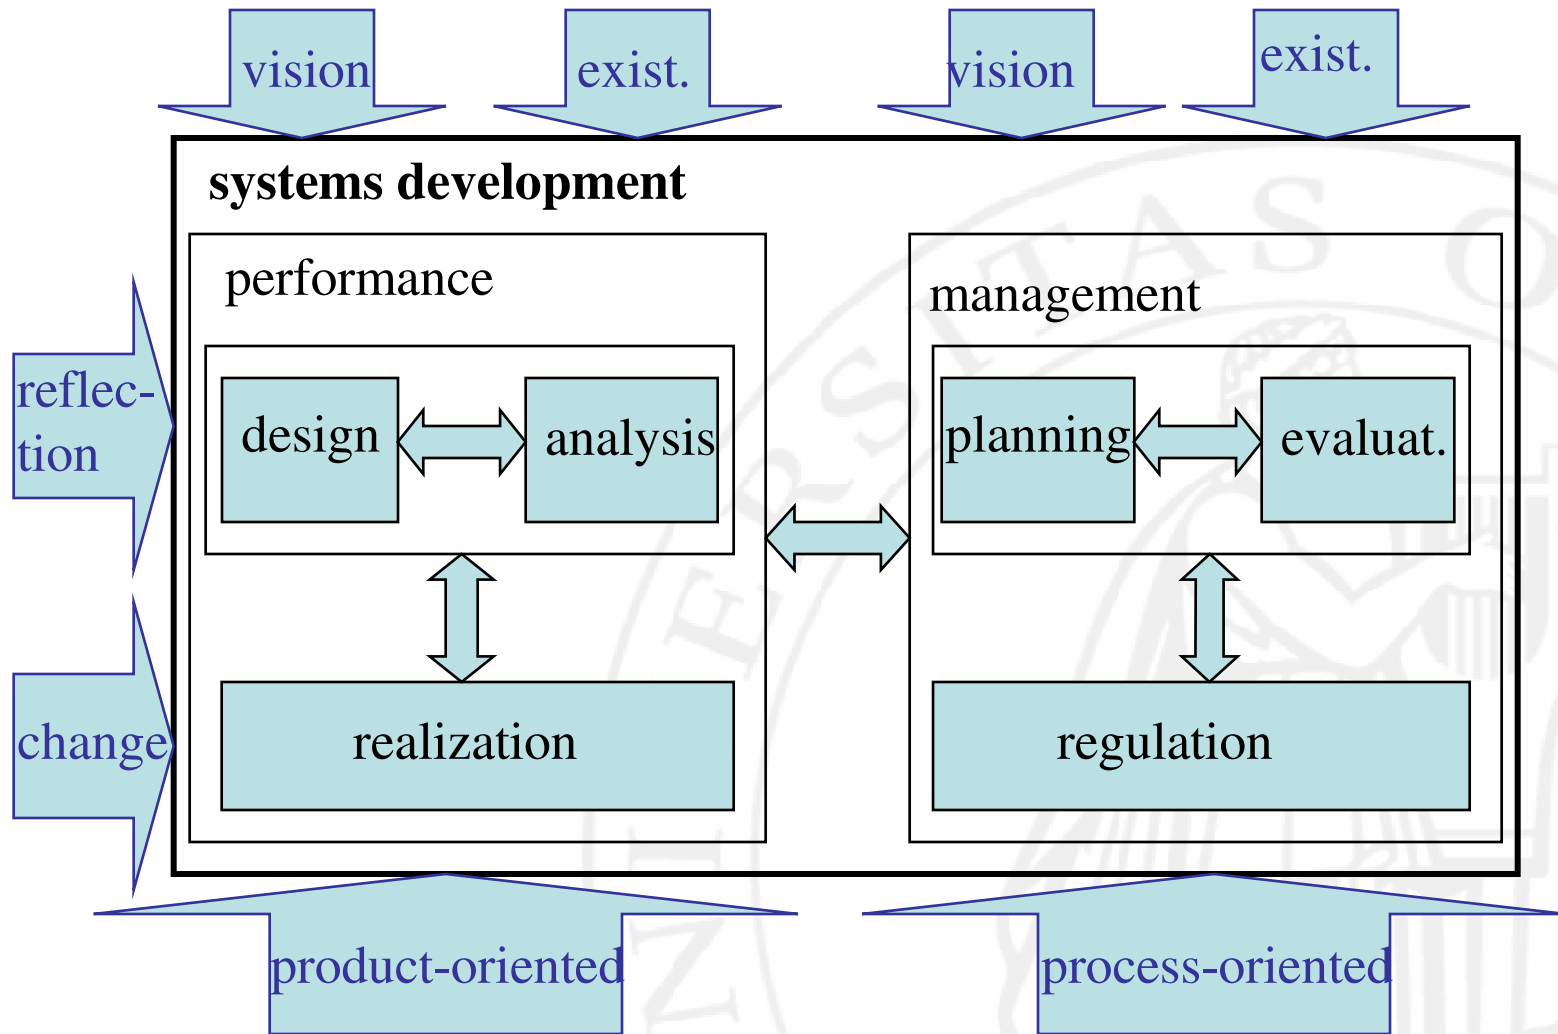 vision
exist.
vision
exist.
systems development
performance
management
reflec-
tion
design
analysis
planning
evaluat.
change
realization
regulation
product-oriented
process-oriented